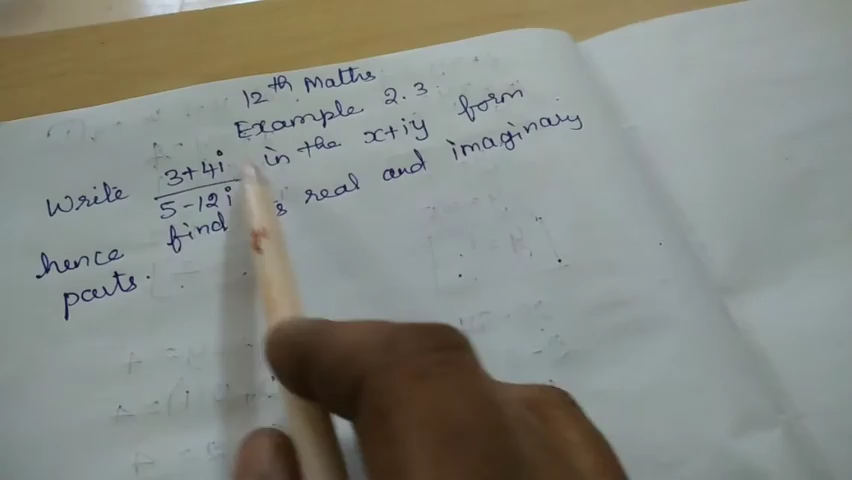 12th Maths
Example 2.3
Write 3+4i / 5-12i in the x+iy form
hence find real and imaginary
parts.